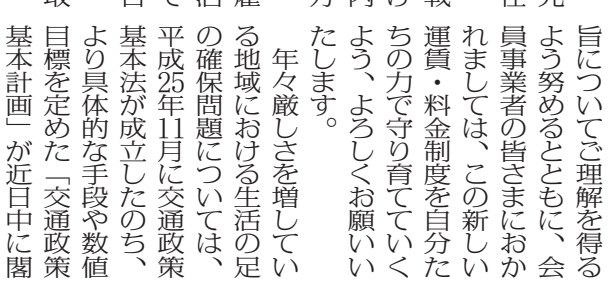 旨についてご理解を得る
よう努めるとともに、会
員事業者の皆さまにおか
れましては、この新しい
運賃・料金制度を自分た
ちの力で守り育てていく
よう、よろしくお願いい
たします。
年々厳しさを増してい
る地域における生活の足
の確保問題については、
平成25年11月に交通政策
基本法が成立したのち、
より具体的な手段や数値
目標を定めた「交通政策
基本計画」が近日中に閣